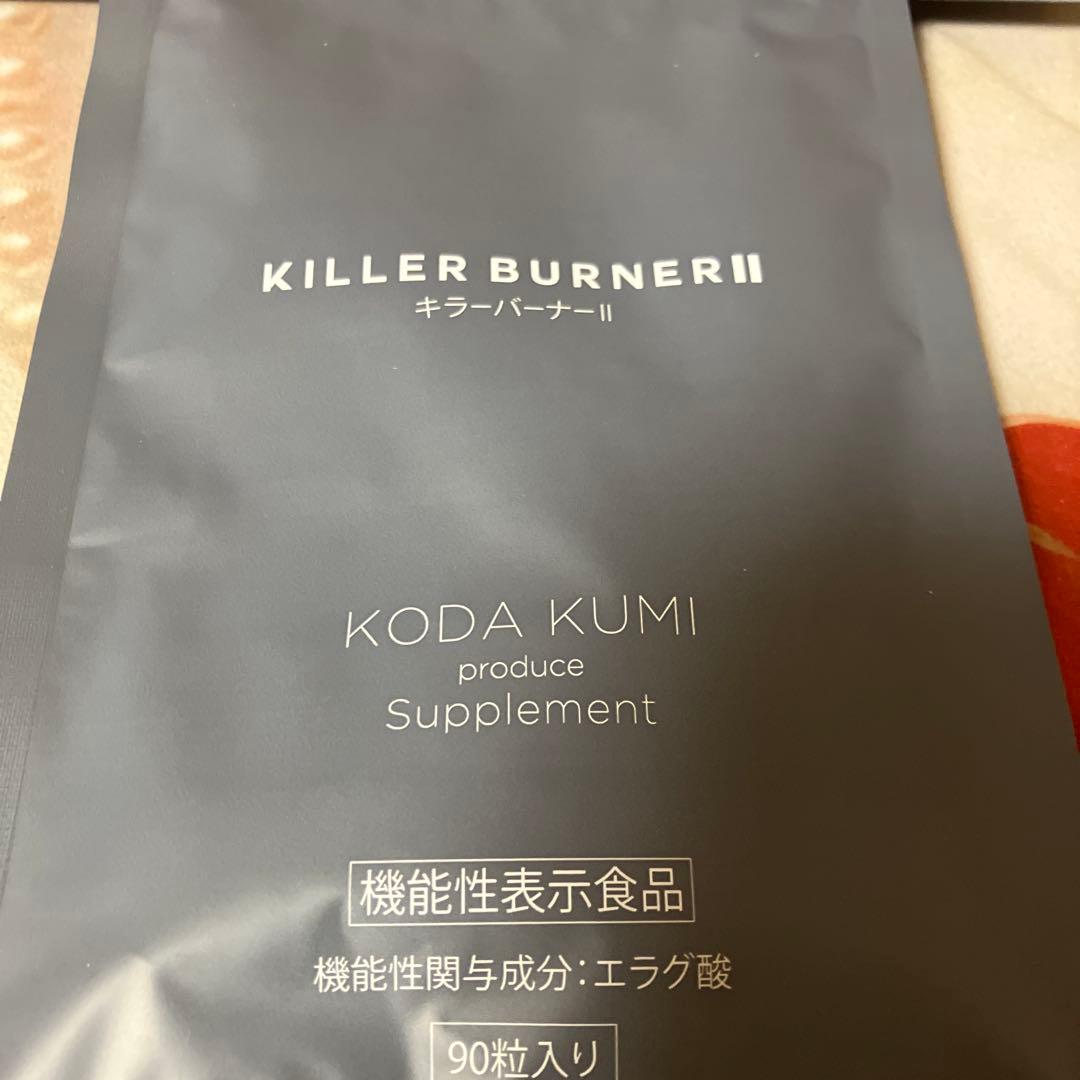 KILLER BURNERⅡ
キラーバーナーⅡ
KODA KUMI
produce
Supplement
機能性表示食品
機能性関与成分：エラグ酸
90粒入り